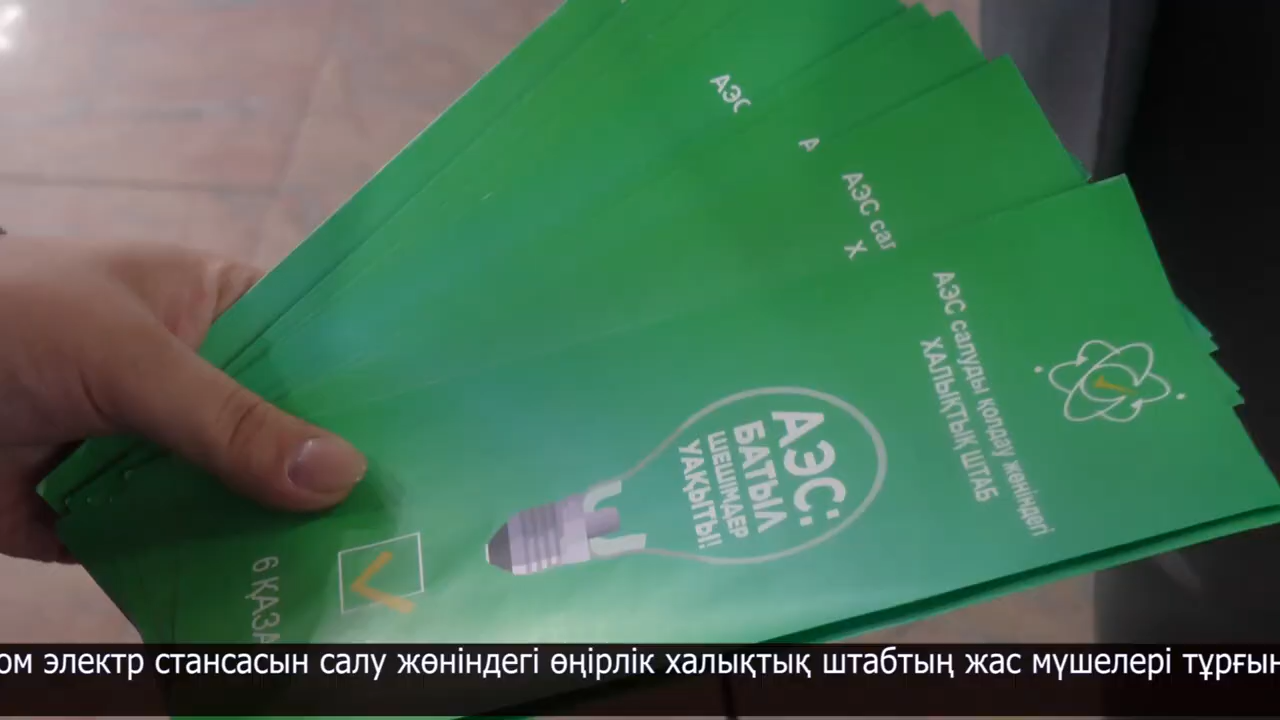 АЭС
А
АЭС сал
Х
АЭС салуды қолдау жөніндегі
ХАЛЫҚТЫҚ ШТАБ
АЭС:
БАТЫЛ
ШЕШІМДЕР
УАҚЫТЫ!
6 ҚАЗА
ом электр стансасын салу жөніндегі өңірлік халықтық штабтың жас мүшелері тұрғын